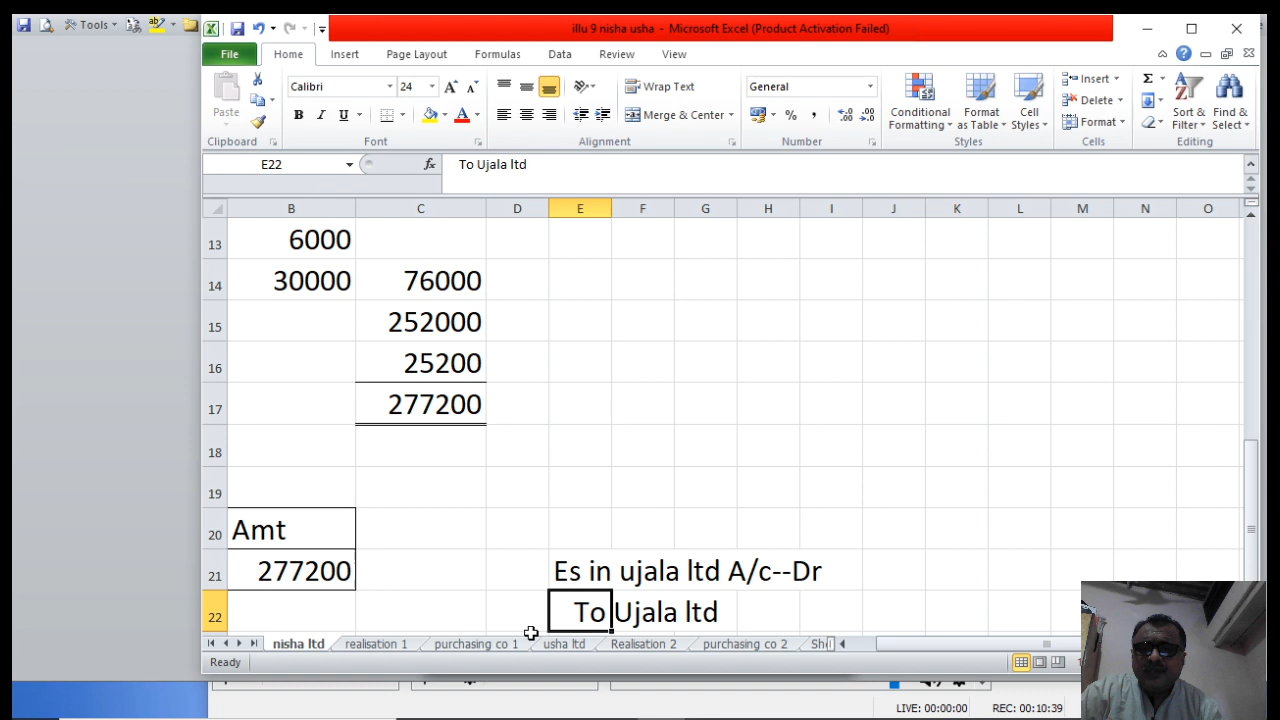 Tools
illu 9 nisha usha - Microsoft Excel (Product Activation Failed)
File Home Insert Page Layout Formulas Data Review View
Paste
Calibri 24
B I U
Wrap Text
Merge & Center
General
%
Conditional Formatting
Format as Table
Cell Styles
Insert
Delete
Format
Sort & Filter
Find & Select
Clipboard Font Alignment Number Styles Cells Editing
E22 fx To Ujala ltd
B C D E F G H I J K L M N O
13 6000
14 30000 76000
15 252000
16 25200
17 277200
18
19
20 Amt
21 277200 Es in ujala ltd A/c--Dr
22 To Ujala ltd
nisha ltd realisation 1 purchasing co 1 usha ltd Realisation 2 purchasing co 2 Sh
Ready
LIVE: 00:00:00 REC: 00:10:39